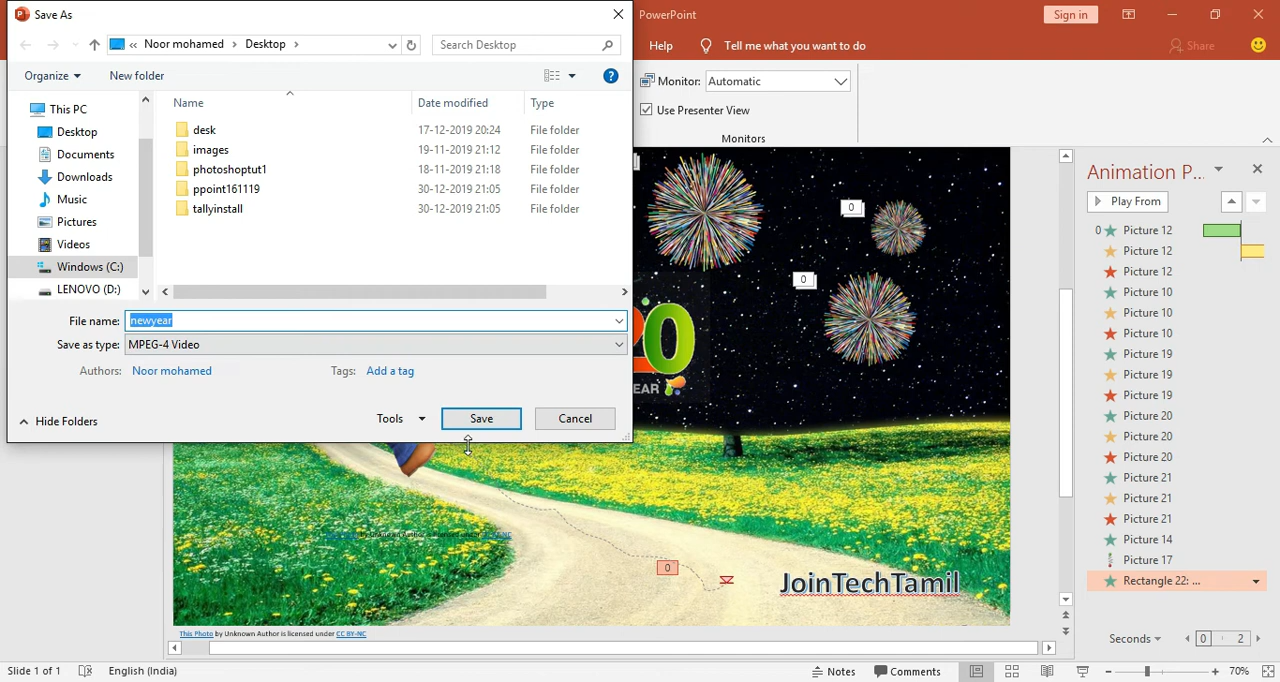 Save As
PowerPoint
Sign in
« Noor mohamed > Desktop >
Search Desktop
Help
Tell me what you want to do
Share
Organize
New folder
Monitor: Automatic
Use Presenter View
Monitors
Name
Date modified
Type
This PC
Desktop
Documents
Downloads
Music
Pictures
Videos
Windows (C:)
LENOVO (D:)
desk 17-12-2019 20:24 File folder
images 19-11-2019 21:12 File folder
photoshoptut1 18-11-2019 21:18 File folder
ppoint161119 30-12-2019 21:05 File folder
tallyinstall 30-12-2019 21:05 File folder
File name: newyear
Save as type: MPEG-4 Video
Authors: Noor mohamed
Tags: Add a tag
Hide Folders
Tools
Save
Cancel
0
0
20
EAR
0
JoinTechTamil
This Photo by Unknown Author is licensed under CC BY-NC
Animation P...
Play From
0 Picture 12
Picture 12
Picture 12
Picture 10
Picture 10
Picture 10
Picture 19
Picture 19
Picture 19
Picture 20
Picture 20
Picture 20
Picture 21
Picture 21
Picture 21
Picture 14
Picture 17
Rectangle 22: ...
Seconds
0
2
Slide 1 of 1
English (India)
Notes
Comments
70%